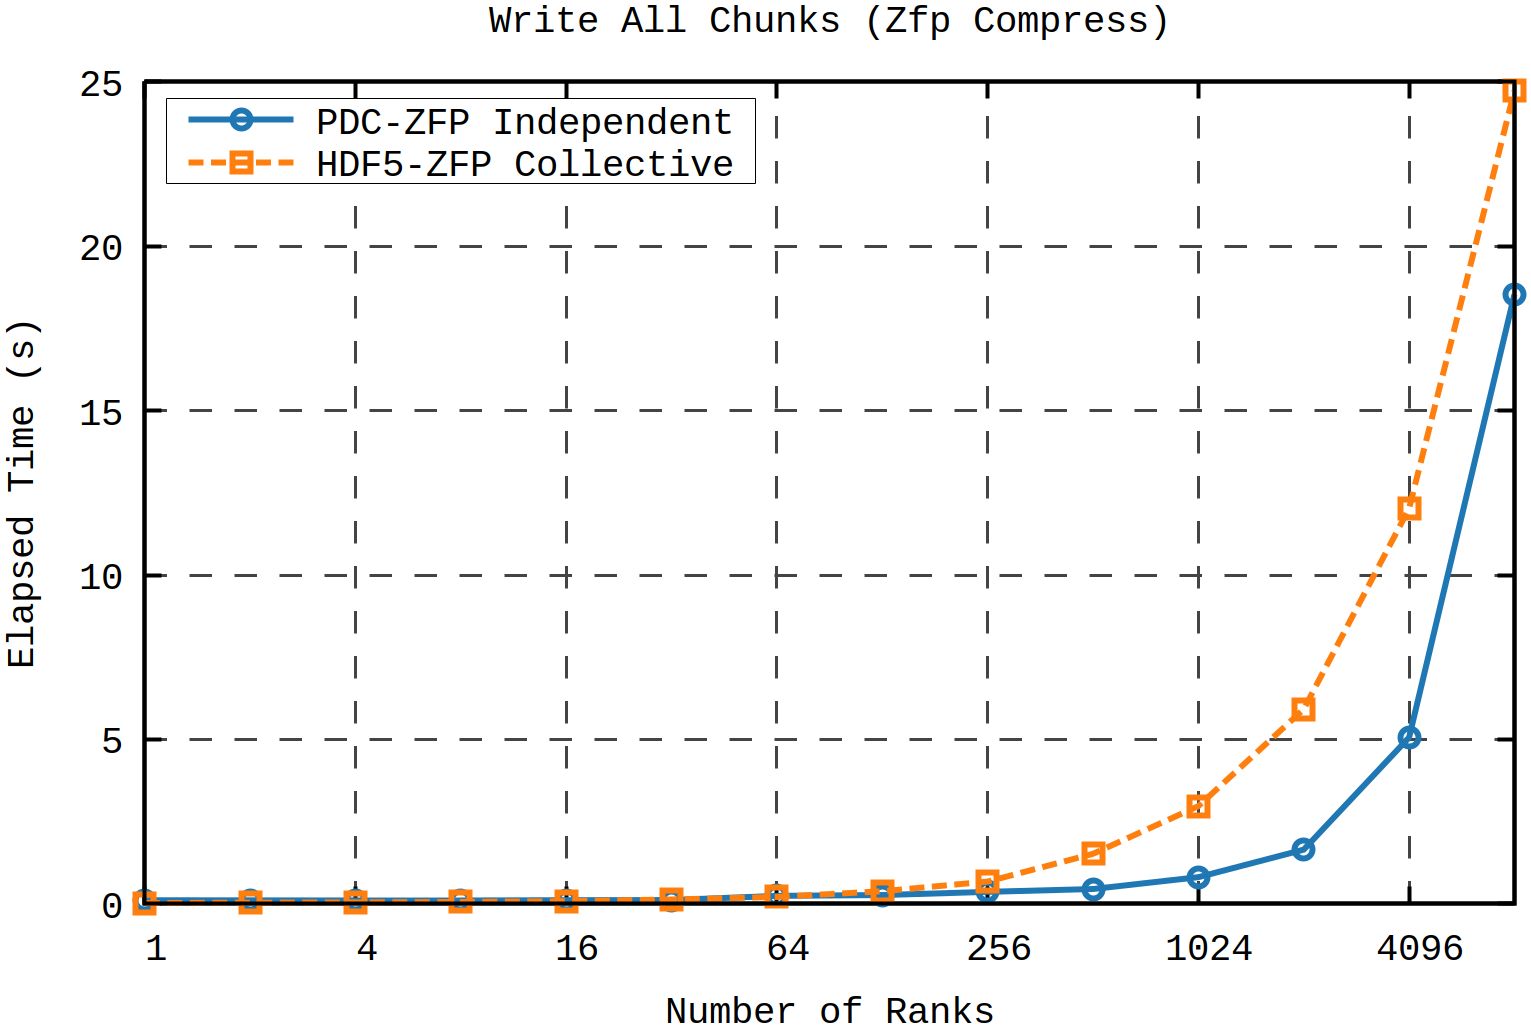 Write All Chunks (Zfp Compress)
25
PDC-ZFP Independent
HDF5-ZFP Collective
20
15
10
5
0
Elapsed Time (s)
1 4 16 64 256 1024 4096
Number of Ranks